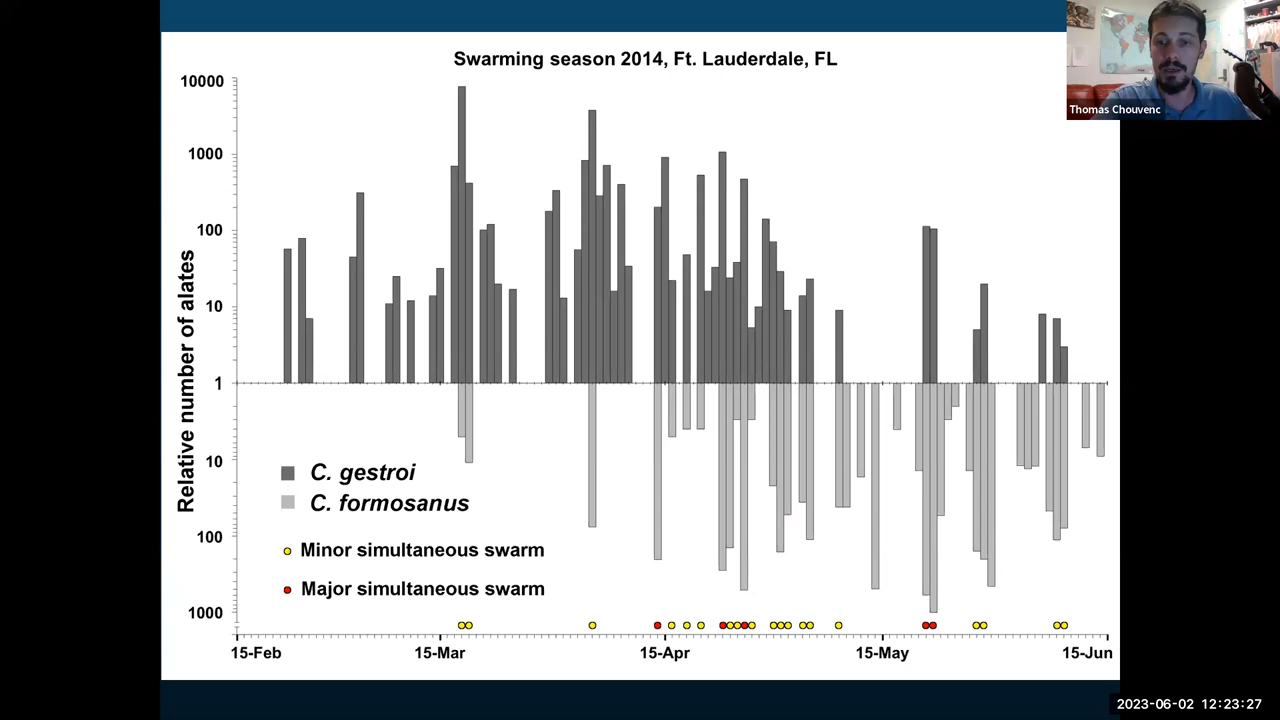 Swarming season 2014, Ft. Lauderdale, FL
Thomas Chouvenc
Relative number of alates
10000
1000
100
10
1
10
100
1000
C. gestroi
C. formosanus
Minor simultaneous swarm
Major simultaneous swarm
15-Feb
15-Mar
15-Apr
15-May
15-Jun
2023-06-02 12:23:27